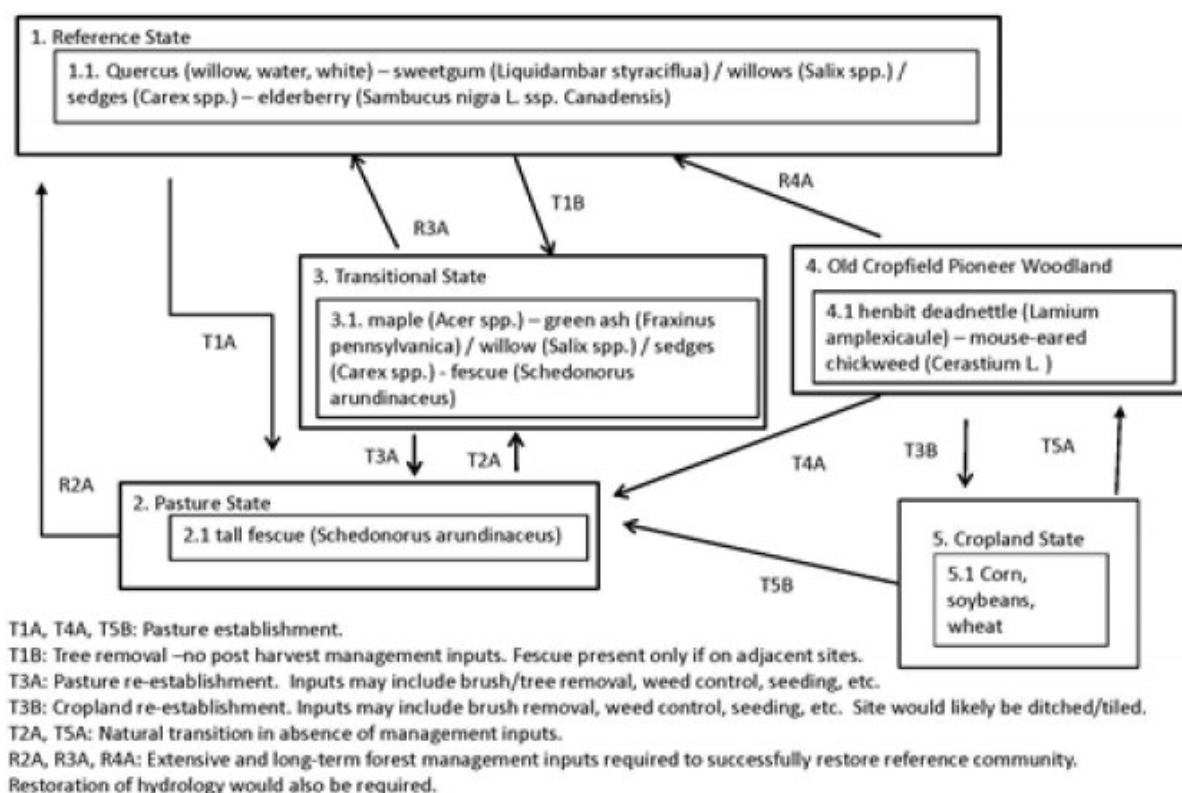 1. Reference State
1.1. Quercus (willow, water, white) – sweetgum (Liquidambar styraciflua) / willows (Salix spp.) /
sedges (Carex spp.) – elderberry (Sambucus nigra L. ssp. Canadensis)
R3A
T1B
R4A
3. Transitional State
3.1. maple (Acer spp.) – green ash (Fraxinus
pennsylvanica) / willow (Salix spp.) / sedges
(Carex spp.) - fescue (Schedonorus
arundinaceus)
4. Old Cropfield Pioneer Woodland
4.1 henbit deadnettle (Lamium
amplexicaule) – mouse-eared
chickweed (Cerastium L. )
T1A
R2A
T3A
T2A
T4A
T3B
T5A
2. Pasture State
2.1 tall fescue (Schedonorus arundinaceus)
T5B
5. Cropland State
5.1 Corn,
soybeans,
wheat
T1A, T4A, T5B: Pasture establishment.
T1B: Tree removal –no post harvest management inputs. Fescue present only if on adjacent sites.
T3A: Pasture re-establishment. Inputs may include brush/tree removal, weed control, seeding, etc.
T3B: Cropland re-establishment. Inputs may include brush removal, weed control, seeding, etc. Site would likely be ditched/tiled.
T2A, T5A: Natural transition in absence of management inputs.
R2A, R3A, R4A: Extensive and long-term forest management inputs required to successfully restore reference community.
Restoration of hydrology would also be required.